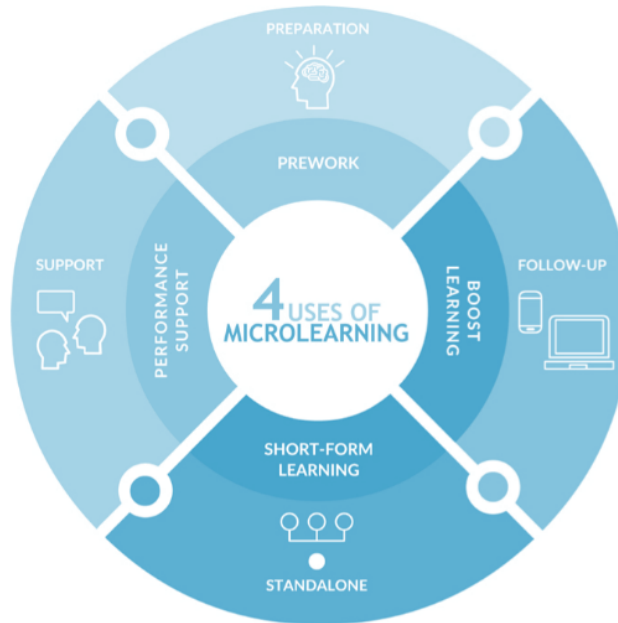 PREPARATION
PREWORK
SUPPORT
PERFORMANCE
SUPPORT
4 USES OF
MICROLEARNING
BOOST
LEARNING
FOLLOW-UP
SHORT-FORM
LEARNING
STANDALONE